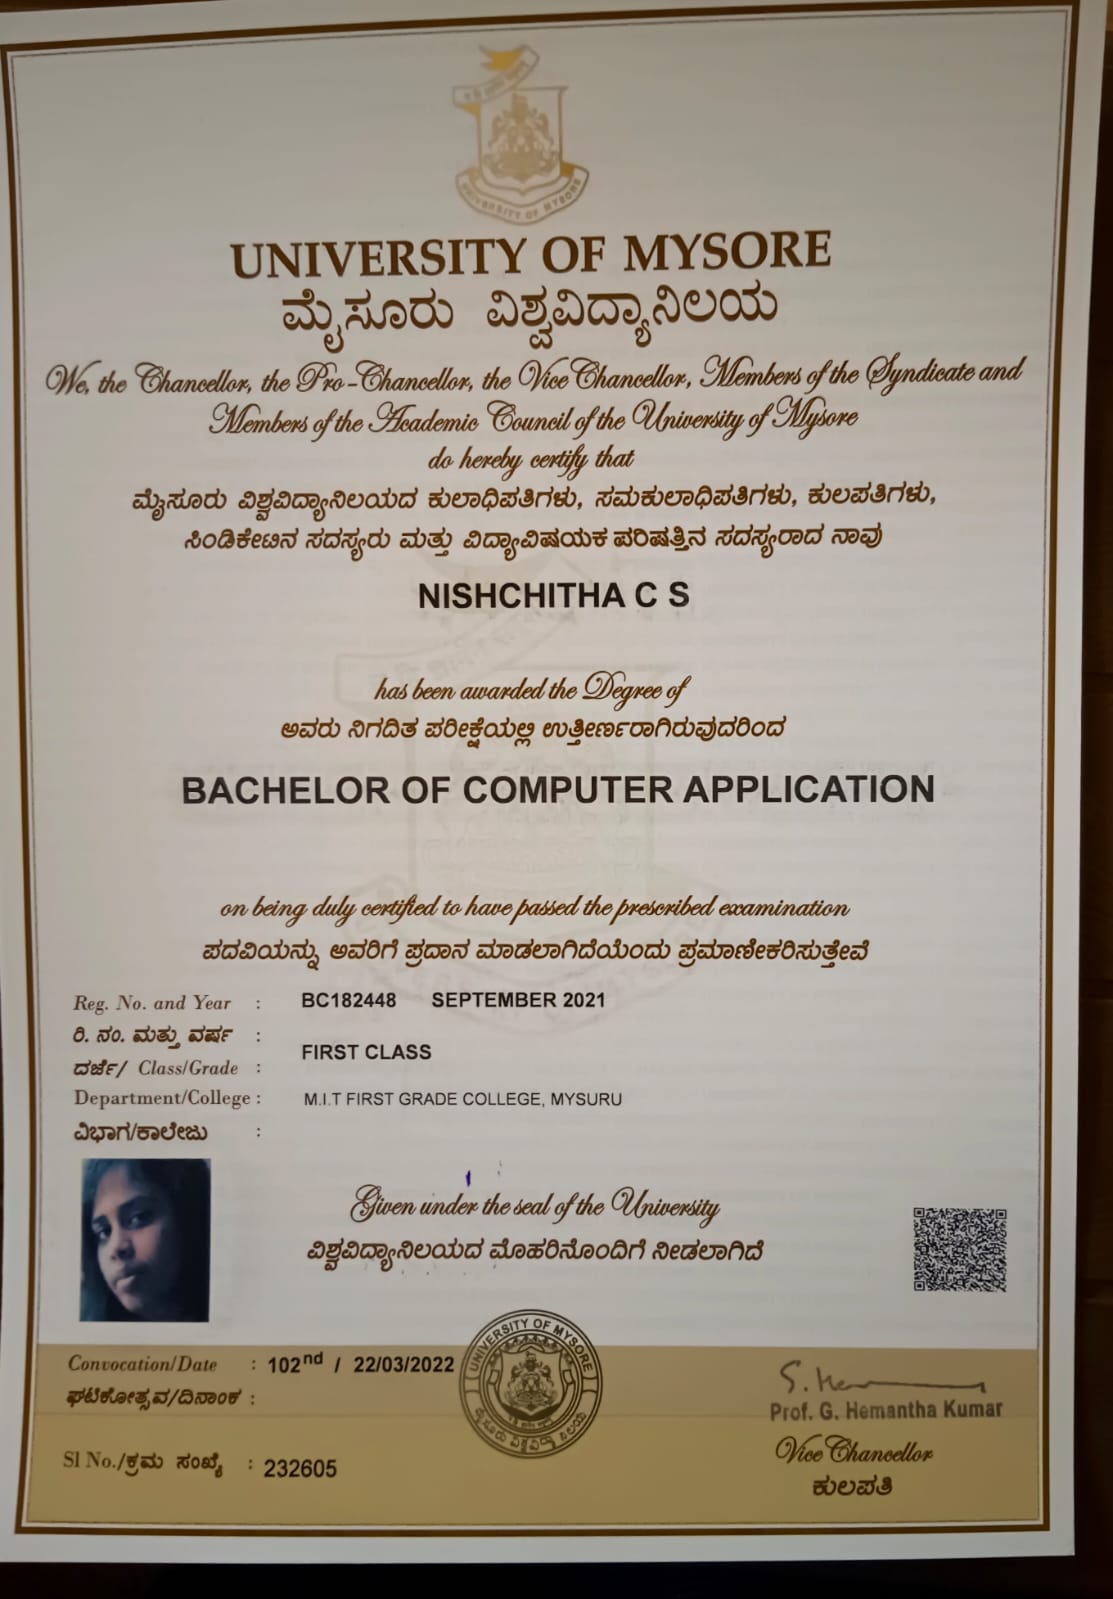 UNIVERSITY OF MYSORE
UNIVERSITY OF MYSORE
ಮೈಸೂರು ವಿಶ್ವವಿದ್ಯಾನಿಲಯ
We, the Chancellor, the Pro-Chancellor, the Vice Chancellor, Members of the Syndicate and
Members of the Academic Council of the University of Mysore
do hereby certify that
ಮೈಸೂರು ವಿಶ್ವವಿದ್ಯಾನಿಲಯದ ಕುಲಾಧಿಪತಿಗಳು, ಸಮಕುಲಾಧಿಪತಿಗಳು, ಕುಲಪತಿಗಳು,
ಸಿಂಡಿಕೇಟಿನ ಸದಸ್ಯರು ಮತ್ತು ವಿದ್ಯಾವಿಷಯಕ ಪರಿಷತ್ತಿನ ಸದಸ್ಯರಾದ ನಾವು
NISHCHITHA C S
has been awarded the Degree of
ಅವರು ನಿಗದಿತ ಪರೀಕ್ಷೆಯಲ್ಲಿ ಉತ್ತೀರ್ಣರಾಗಿರುವುದರಿಂದ
BACHELOR OF COMPUTER APPLICATION
on being duly certified to have passed the prescribed examination
ಪದವಿಯನ್ನು ಅವರಿಗೆ ಪ್ರದಾನ ಮಾಡಲಾಗಿದೆಯೆಂದು ಪ್ರಮಾಣೀಕರಿಸುತ್ತೇವೆ
Reg. No. and Year : BC182448 SEPTEMBER 2021
ರಿ. ನಂ. ಮತ್ತು ವರ್ಷ :
ದರ್ಜೆ/ Class/Grade : FIRST CLASS
Department/College : M.I.T FIRST GRADE COLLEGE, MYSURU
ವಿಭಾಗ/ಕಾಲೇಜು :
Given under the seal of the University
ವಿಶ್ವವಿದ್ಯಾನಿಲಯದ ಮೊಹರಿನೊಂದಿಗೆ ನೀಡಲಾಗಿದೆ
UNIVERSITY OF MYSORE
ಮೈಸೂರು ವಿಶ್ವವಿದ್ಯಾನಿಲಯ
Convocation/Date : 102nd / 22/03/2022
ಘಟಿಕೋತ್ಸವ/ದಿನಾಂಕ :
Sl No./ಕ್ರಮ ಸಂಖ್ಯೆ : 232605
Prof. G. Hemantha Kumar
Vice Chancellor
ಕುಲಪತಿ